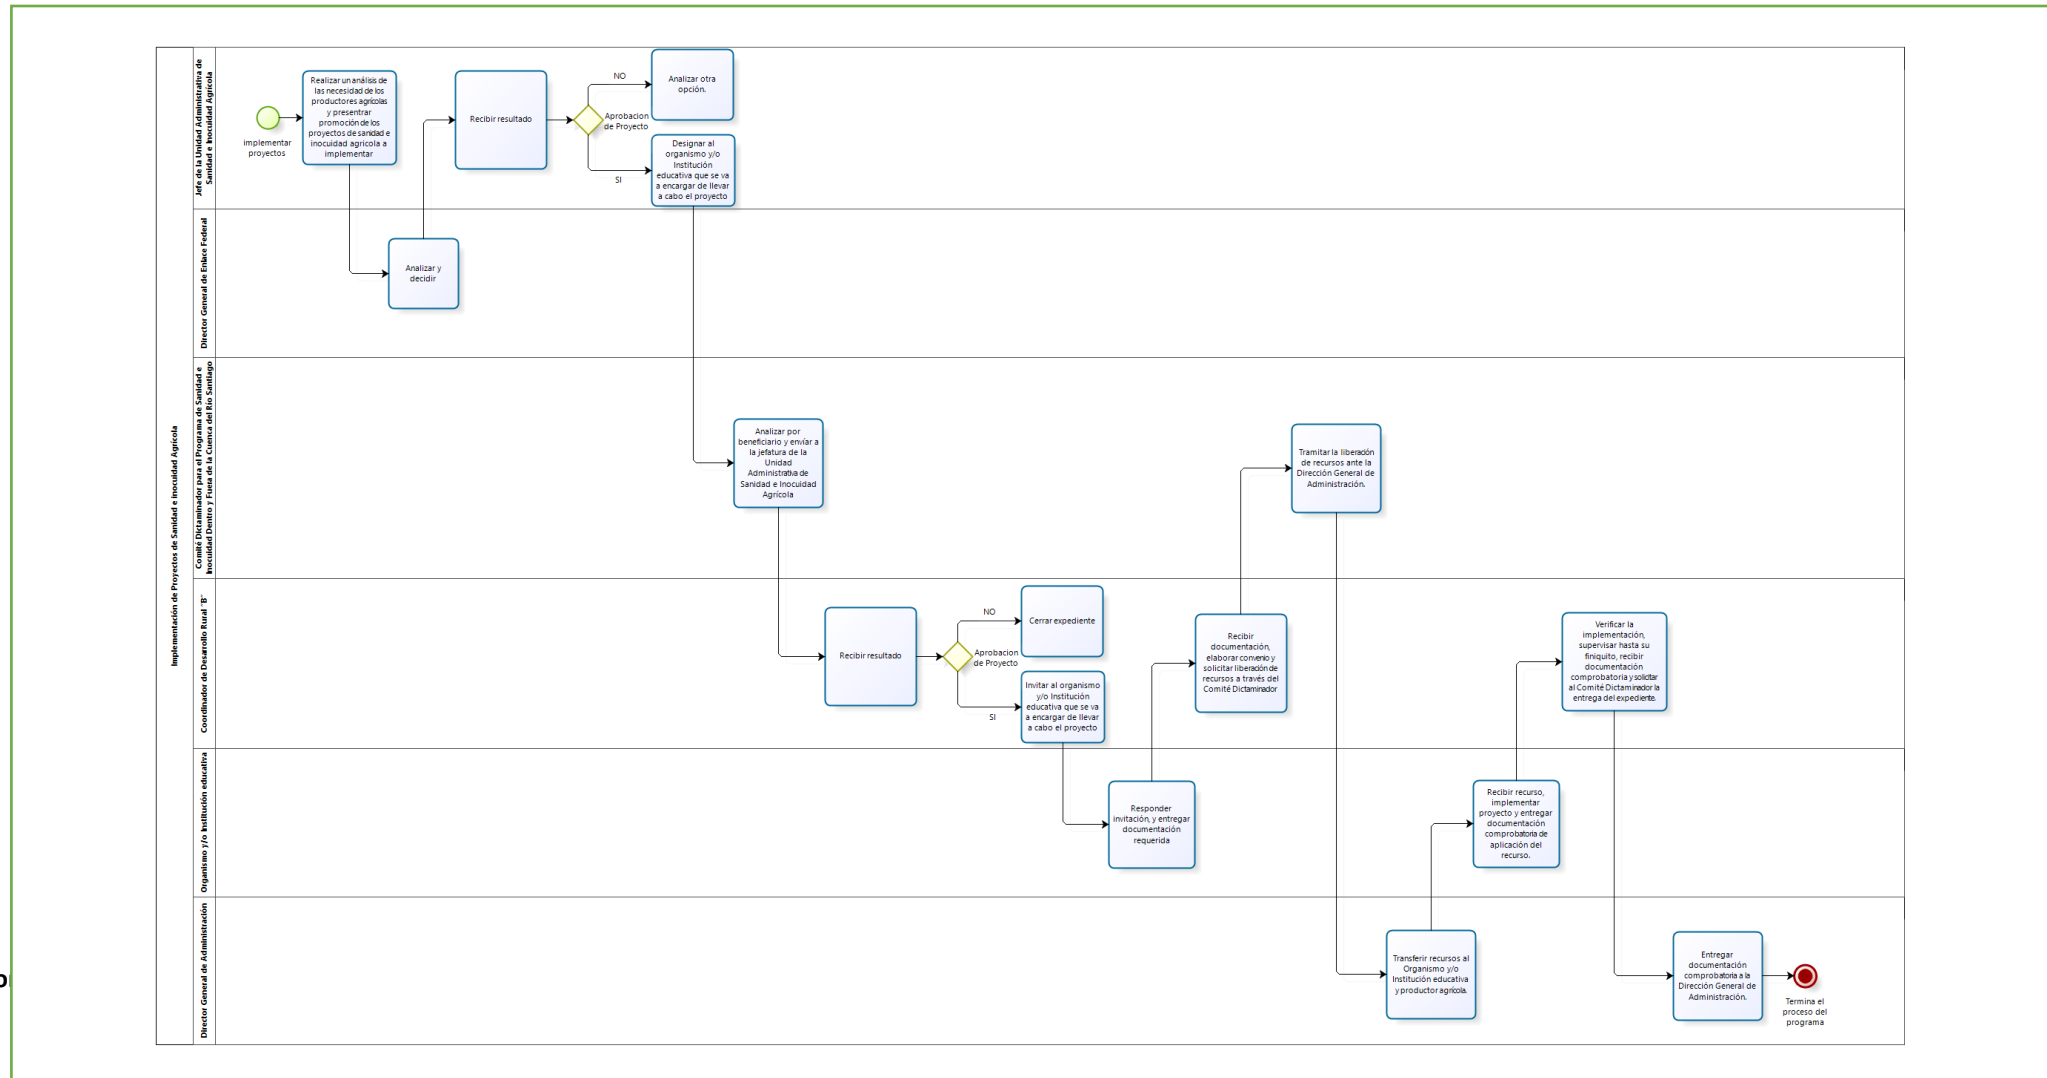 Implementación de Proyectos de Sanidad e inocuidad Agrícola
Jefe de la Unidad Administrativa de
Sanidad e Inocuidad Agrícola
implementar
proyectos
Realizar un análisis de
las necesidad de los
productores agrícolas
y presentrar
promoción de los
proyectos de sanidad e
inocuidad agricola a
implementar
Recibir resultado
NO
Aprobacion
de Proyecto
SI
Analizar otra
opción.
Designar al
organismo y/o
Institución
educativa que se va
a encargar de llevar
a cabo el proyecto
Director General de Enlace Federal
Analizar y
decidir
Comité Dictaminador para el Programa de Sanidad e
Inocuidad Dentro y Fuera de la Cuenca del Río Santiago
Analizar por
beneficiario y envíar a
la jefatura de la
Unidad
Administrativa de
Sanidad e Inocuidad
Agrícola
Tramitar la liberación
de recursos ante la
Dirección General de
Administración.
Coordinador de Desarrollo Rural "B"
Recibir resultado
NO
Aprobacion
de Proyecto
SI
Cerrar expediente
Invitar al organismo
y/o Institución
educativa que se va
a encargar de llevar
a cabo el proyecto
Recibir
documentación,
elaborar convenio y
solicitar liberación de
recursos a través del
Comité Dictaminador
Verificar la
implementación,
supervisar hasta su
finiquito, recibir
documentación
comprobatoria y solicitar
al Comité Dictaminador la
entrega del expediente.
Organismo y/o Institución educativa
Responder
invitación, y entregar
documentación
requerida
Recibir recurso,
implementar
proyecto y entregar
documentación
comprobatoria de
aplicación del
recurso.
Director General de Administración
Transferir recursos al
Organismo y/o
Institución educativa
y productor agrícola.
Entregar
documentación
comprobatoria a la
Dirección General de
Administración.
Termina el
proceso del
programa